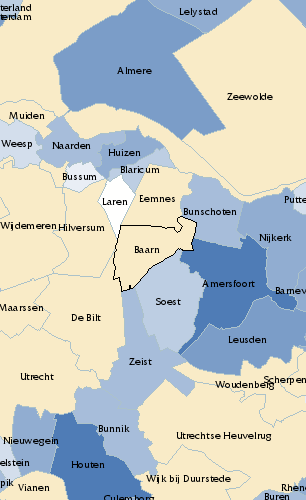 terland
terdam
Lelystad
Almere
Zeewolde
Muiden
Weesp
Naarden
Huizen
Blaricum
Bussum
Laren
Eemnes
Putte
Bunschoten
Wijdemeren
Hilversum
Nijkerk
Baarn
Amersfoort
Barnev
Soest
Maarssen
De Bilt
Leusden
Zeist
Utrecht
Woudenberg
Scherpen
Bunnik
Nieuwegein
Utrechtse Heuvelrug
elstein
Houten
pik
Vianen
Wijk bij Duurstede
Rhene
Culemborg
Buren